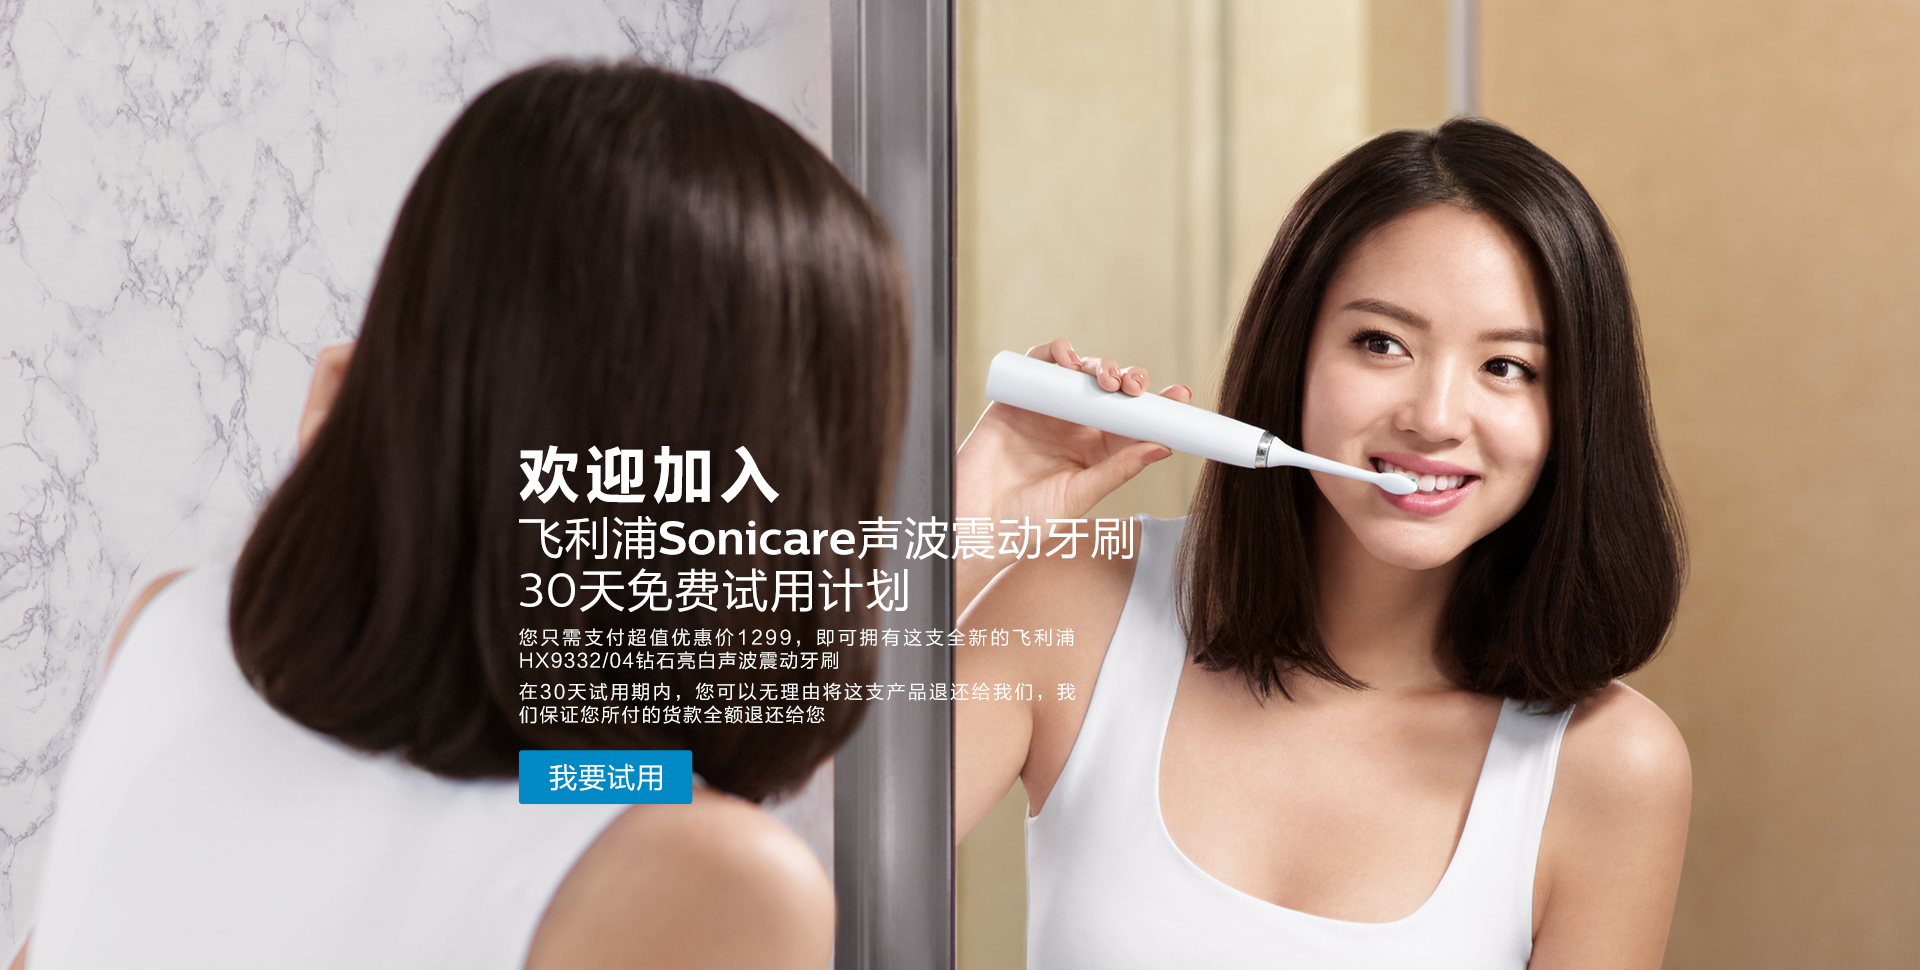 欢迎加入
飞利浦Sonicare声波震动牙刷
30天免费试用计划
您只需支付超值优惠价1299，即可拥有这支全新的飞利浦
HX9332/04钻石亮白声波震动牙刷
在30天试用期内，您可以无理由将这支产品退还给我们，我
们保证您所付的货款全额退还给您
我要试用